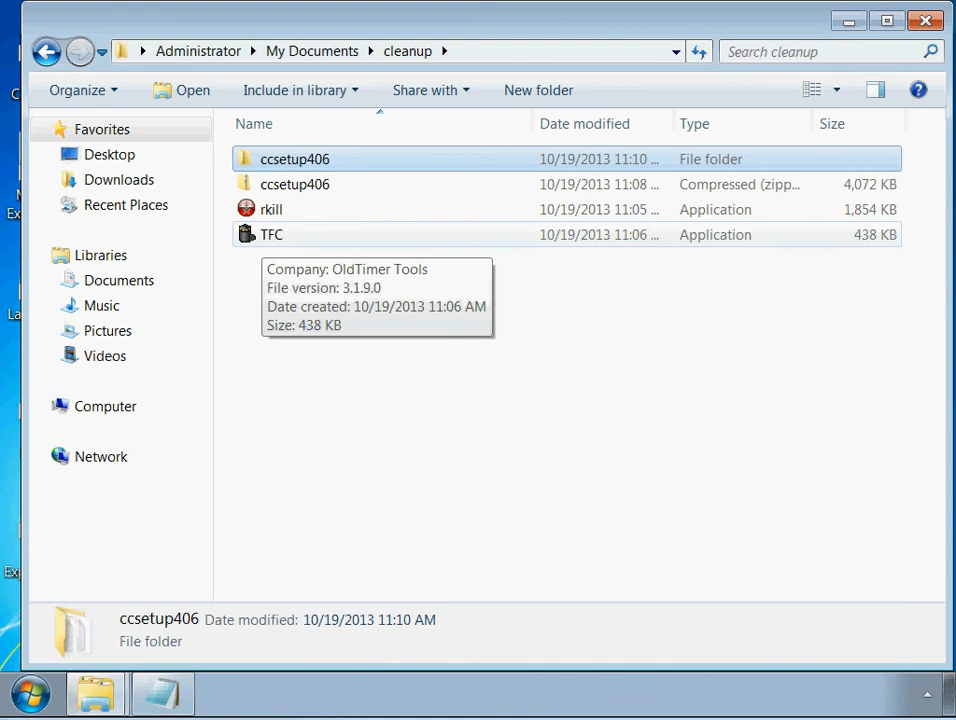 Administrator My Documents cleanup Search cleanup
Organize Open Include in library Share with New folder
Name Date modified Type Size
Favorites
Desktop
Downloads
Recent Places
Libraries
Documents
Music
Pictures
Videos
Computer
Network
ccsetup406 10/19/2013 11:10 ... File folder
ccsetup406 10/19/2013 11:08 ... Compressed (zipp... 4,072 KB
rkill 10/19/2013 11:05 ... Application 1,854 KB
TFC 10/19/2013 11:06 ... Application 438 KB
Company: OldTimer Tools
File version: 3.1.9.0
Date created: 10/19/2013 11:06 AM
Size: 438 KB
ccsetup406 Date modified: 10/19/2013 11:10 AM
File folder